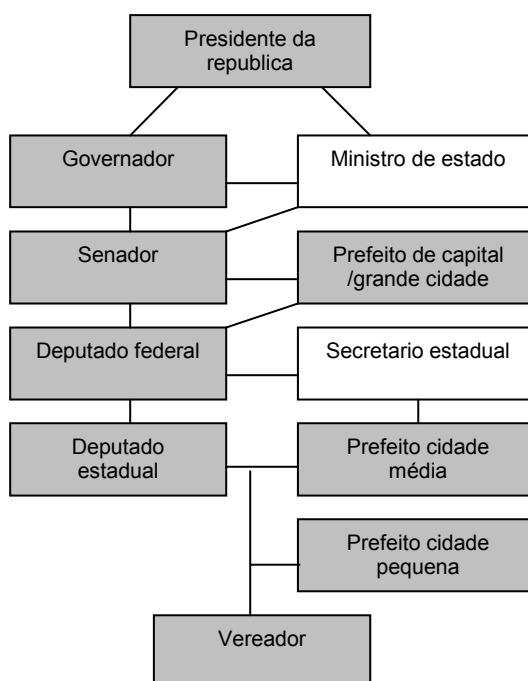 Presidente da
republica
Governador
Ministro de estado
Senador
Prefeito de capital
/grande cidade
Deputado federal
Secretario estadual
Deputado
estadual
Prefeito cidade
média
Prefeito cidade
pequena
Vereador